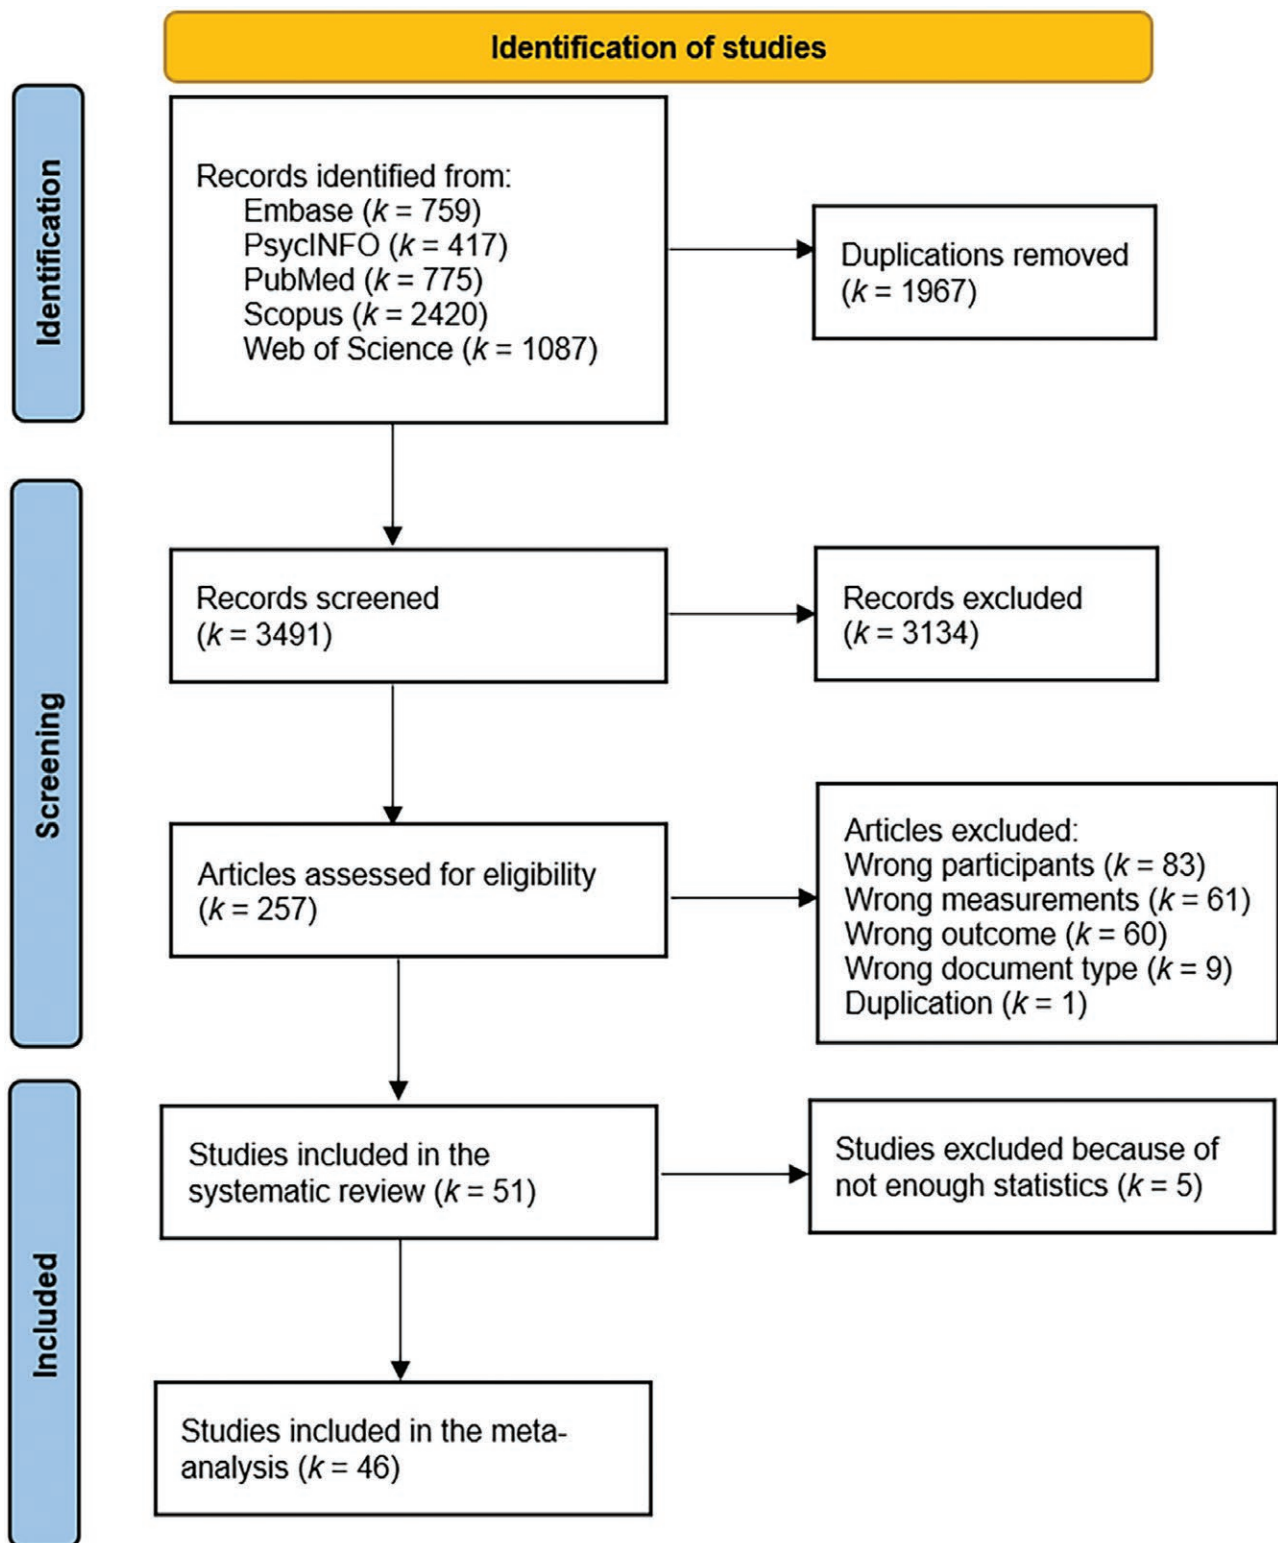 Identification of studies
Identification
Records identified from:
Embase (k = 759)
PsycINFO (k = 417)
PubMed (k = 775)
Scopus (k = 2420)
Web of Science (k = 1087)
Duplications removed
(k = 1967)
Screening
Records screened
(k = 3491)
Records excluded
(k = 3134)
Articles assessed for eligibility
(k = 257)
Articles excluded:
Wrong participants (k = 83)
Wrong measurements (k = 61)
Wrong outcome (k = 60)
Wrong document type (k = 9)
Duplication (k = 1)
Included
Studies included in the
systematic review (k = 51)
Studies excluded because of
not enough statistics (k = 5)
Studies included in the meta-
analysis (k = 46)